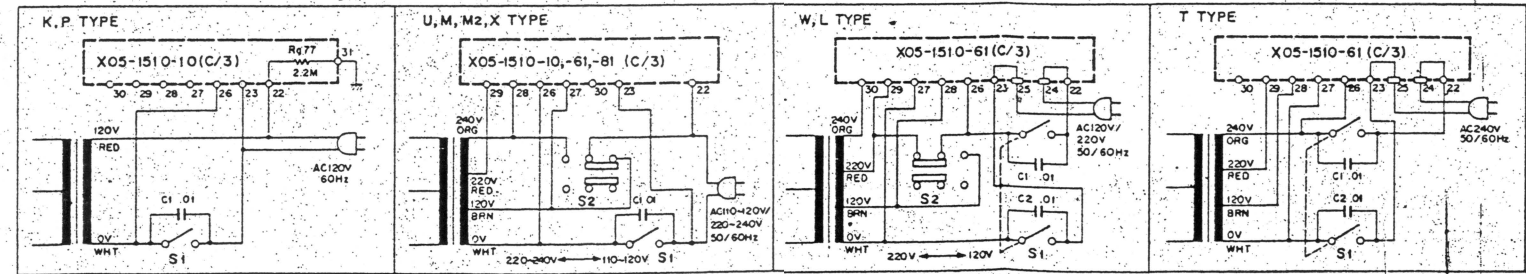 K, P TYPE
X05-1510-10 (C/3)
Rg77
2.2M
31
30 29 28 27 26 23 22
120V
RED
AC120V
60Hz
C1 .01
0V
WHT
S1
U, M, M2, X TYPE
X05-1510-10,-61,-81 (C/3)
29 28 26 27 30 23 22
240V
ORG
220V
RED
120V
BRN
S2
C1 .01
AC110~120V/
220~240V
50/60Hz
0V
WHT
220~240V 110~120V
S1
W, L TYPE
X05-1510-61 (C/3)
30 29 28 27 26 23 25 24 22
240V
ORG
AC120V/
220V
50/60Hz
220V
RED
C1 .01
S2
120V
BRN
C2 .01
0V
WHT
220V 120V
S1
T TYPE
X05-1510-61 (C/3)
30 29 28 27 26 23 25 24 22
240V
ORG
AC240V
50/60Hz
220V
RED
C1 .01
120V
BRN
C2 .01
0V
WHT
S1